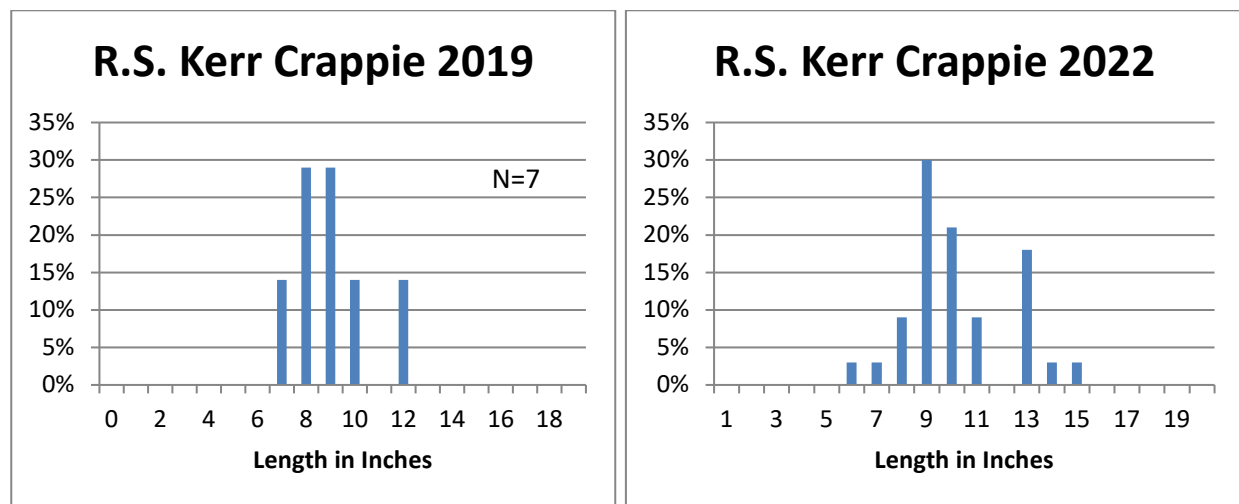 R.S. Kerr Crappie 2019
35%
30%
25%
20%
15%
10%
5%
0%
N=7
0 2 4 6 8 10 12 14 16 18
Length in Inches
R.S. Kerr Crappie 2022
35%
30%
25%
20%
15%
10%
5%
0%
1 3 5 7 9 11 13 15 17 19
Length in Inches